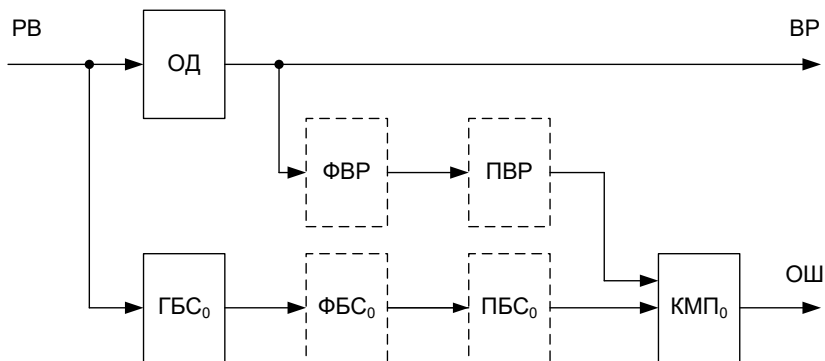 РВ
ВР
ОД
ФВР
ПВР
ОШ
ГБС₀
ФБС₀
ПБС₀
КМП₀